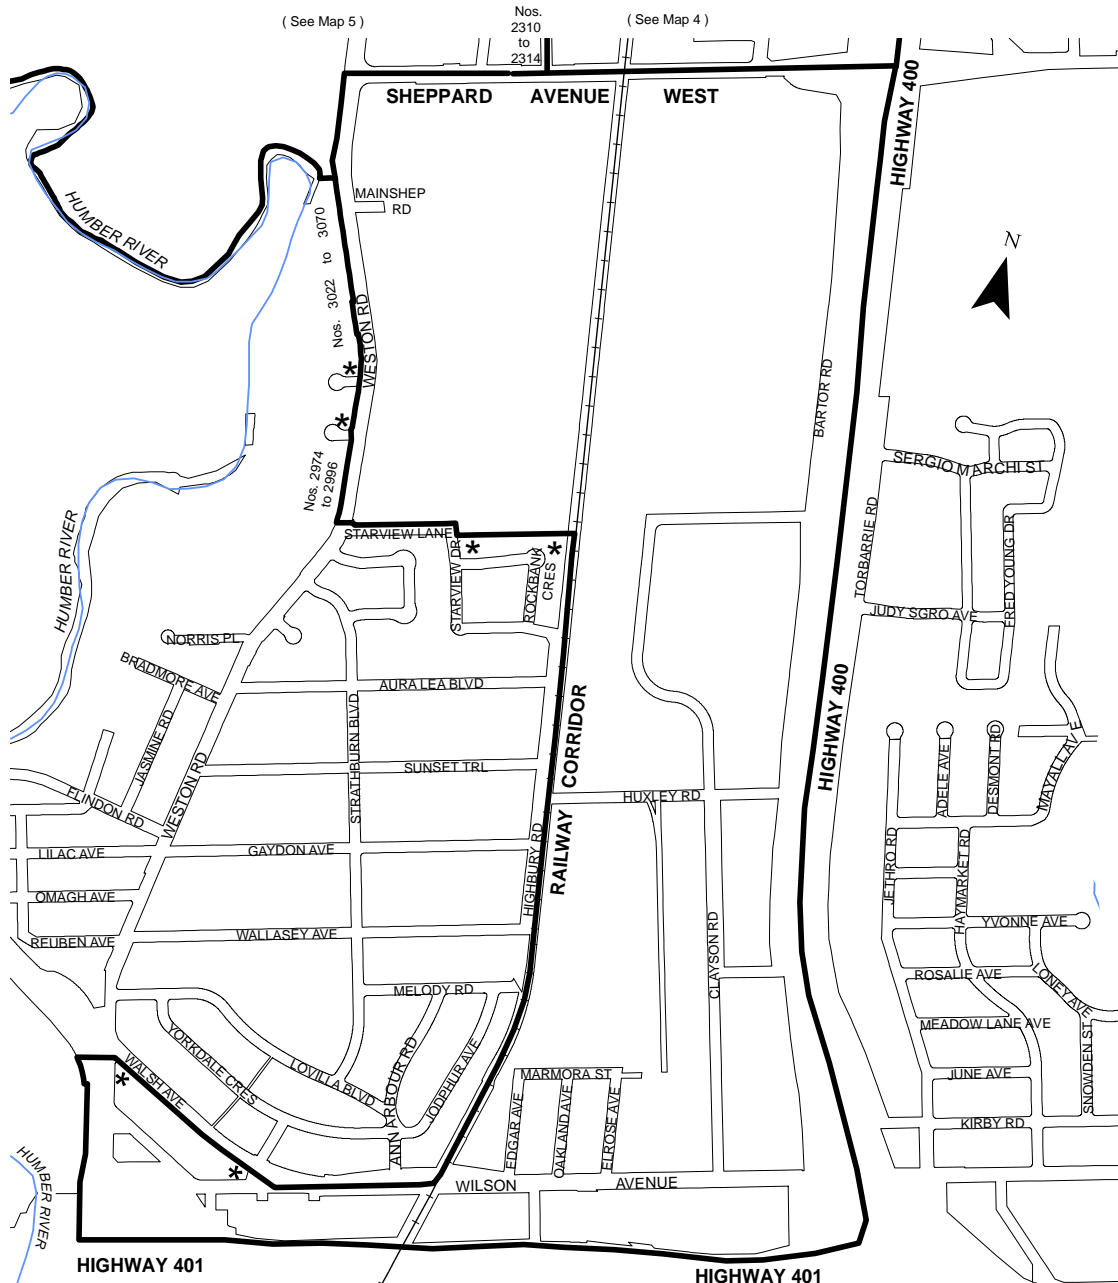 ( See Map 5 )
Nos.
2310
to
2314
( See Map 4 )
SHEPPARD AVENUE WEST
HIGHWAY 400
HUMBER RIVER
MAINSHEP
RD
Nos. 3022 to 3070
WESTON RD
N
BARTOR RD
Nos. 2974
to 2996
SERGIO MARCHI ST
TORBARRIE RD
FRED YOUNG DR
JUDY SGRO AVE
HUMBER RIVER
STARVIEW LANE
STARVIEW DR
ROCKBANK
CRES
NORRIS PL
BRADMORE AVE
JASMINE RD
AURA LEA BLVD
STRATHBURN BLVD
SUNSET TRL
RAILWAY CORRIDOR
HIGHWAY 400
ADELE AVE
DESMONT RD
MAYALL AVE
FLINDON RD
WESTON RD
HUXLEY RD
LILAC AVE
GAYDON AVE
HIGHBURY RD
JETHRO RD
HAYMARKET RD
OMAGH AVE
REUBEN AVE
WALLASEY AVE
YVONNE AVE
CLAYSON RD
ROSALIE AVE
LONEY AVE
MELODY RD
MEADOW LANE AVE
SNOWDEN ST
YORKDALE CRES
WALSH AVE
LOVILLA BLVD
ANN ARBOUR RD
JODPHUR AVE
MARMORA ST
JUNE AVE
EDGAR AVE
OAKLAND AVE
ELROSE AVE
KIRBY RD
HUMBER RIVER
WILSON AVENUE
HIGHWAY 401
HIGHWAY 401